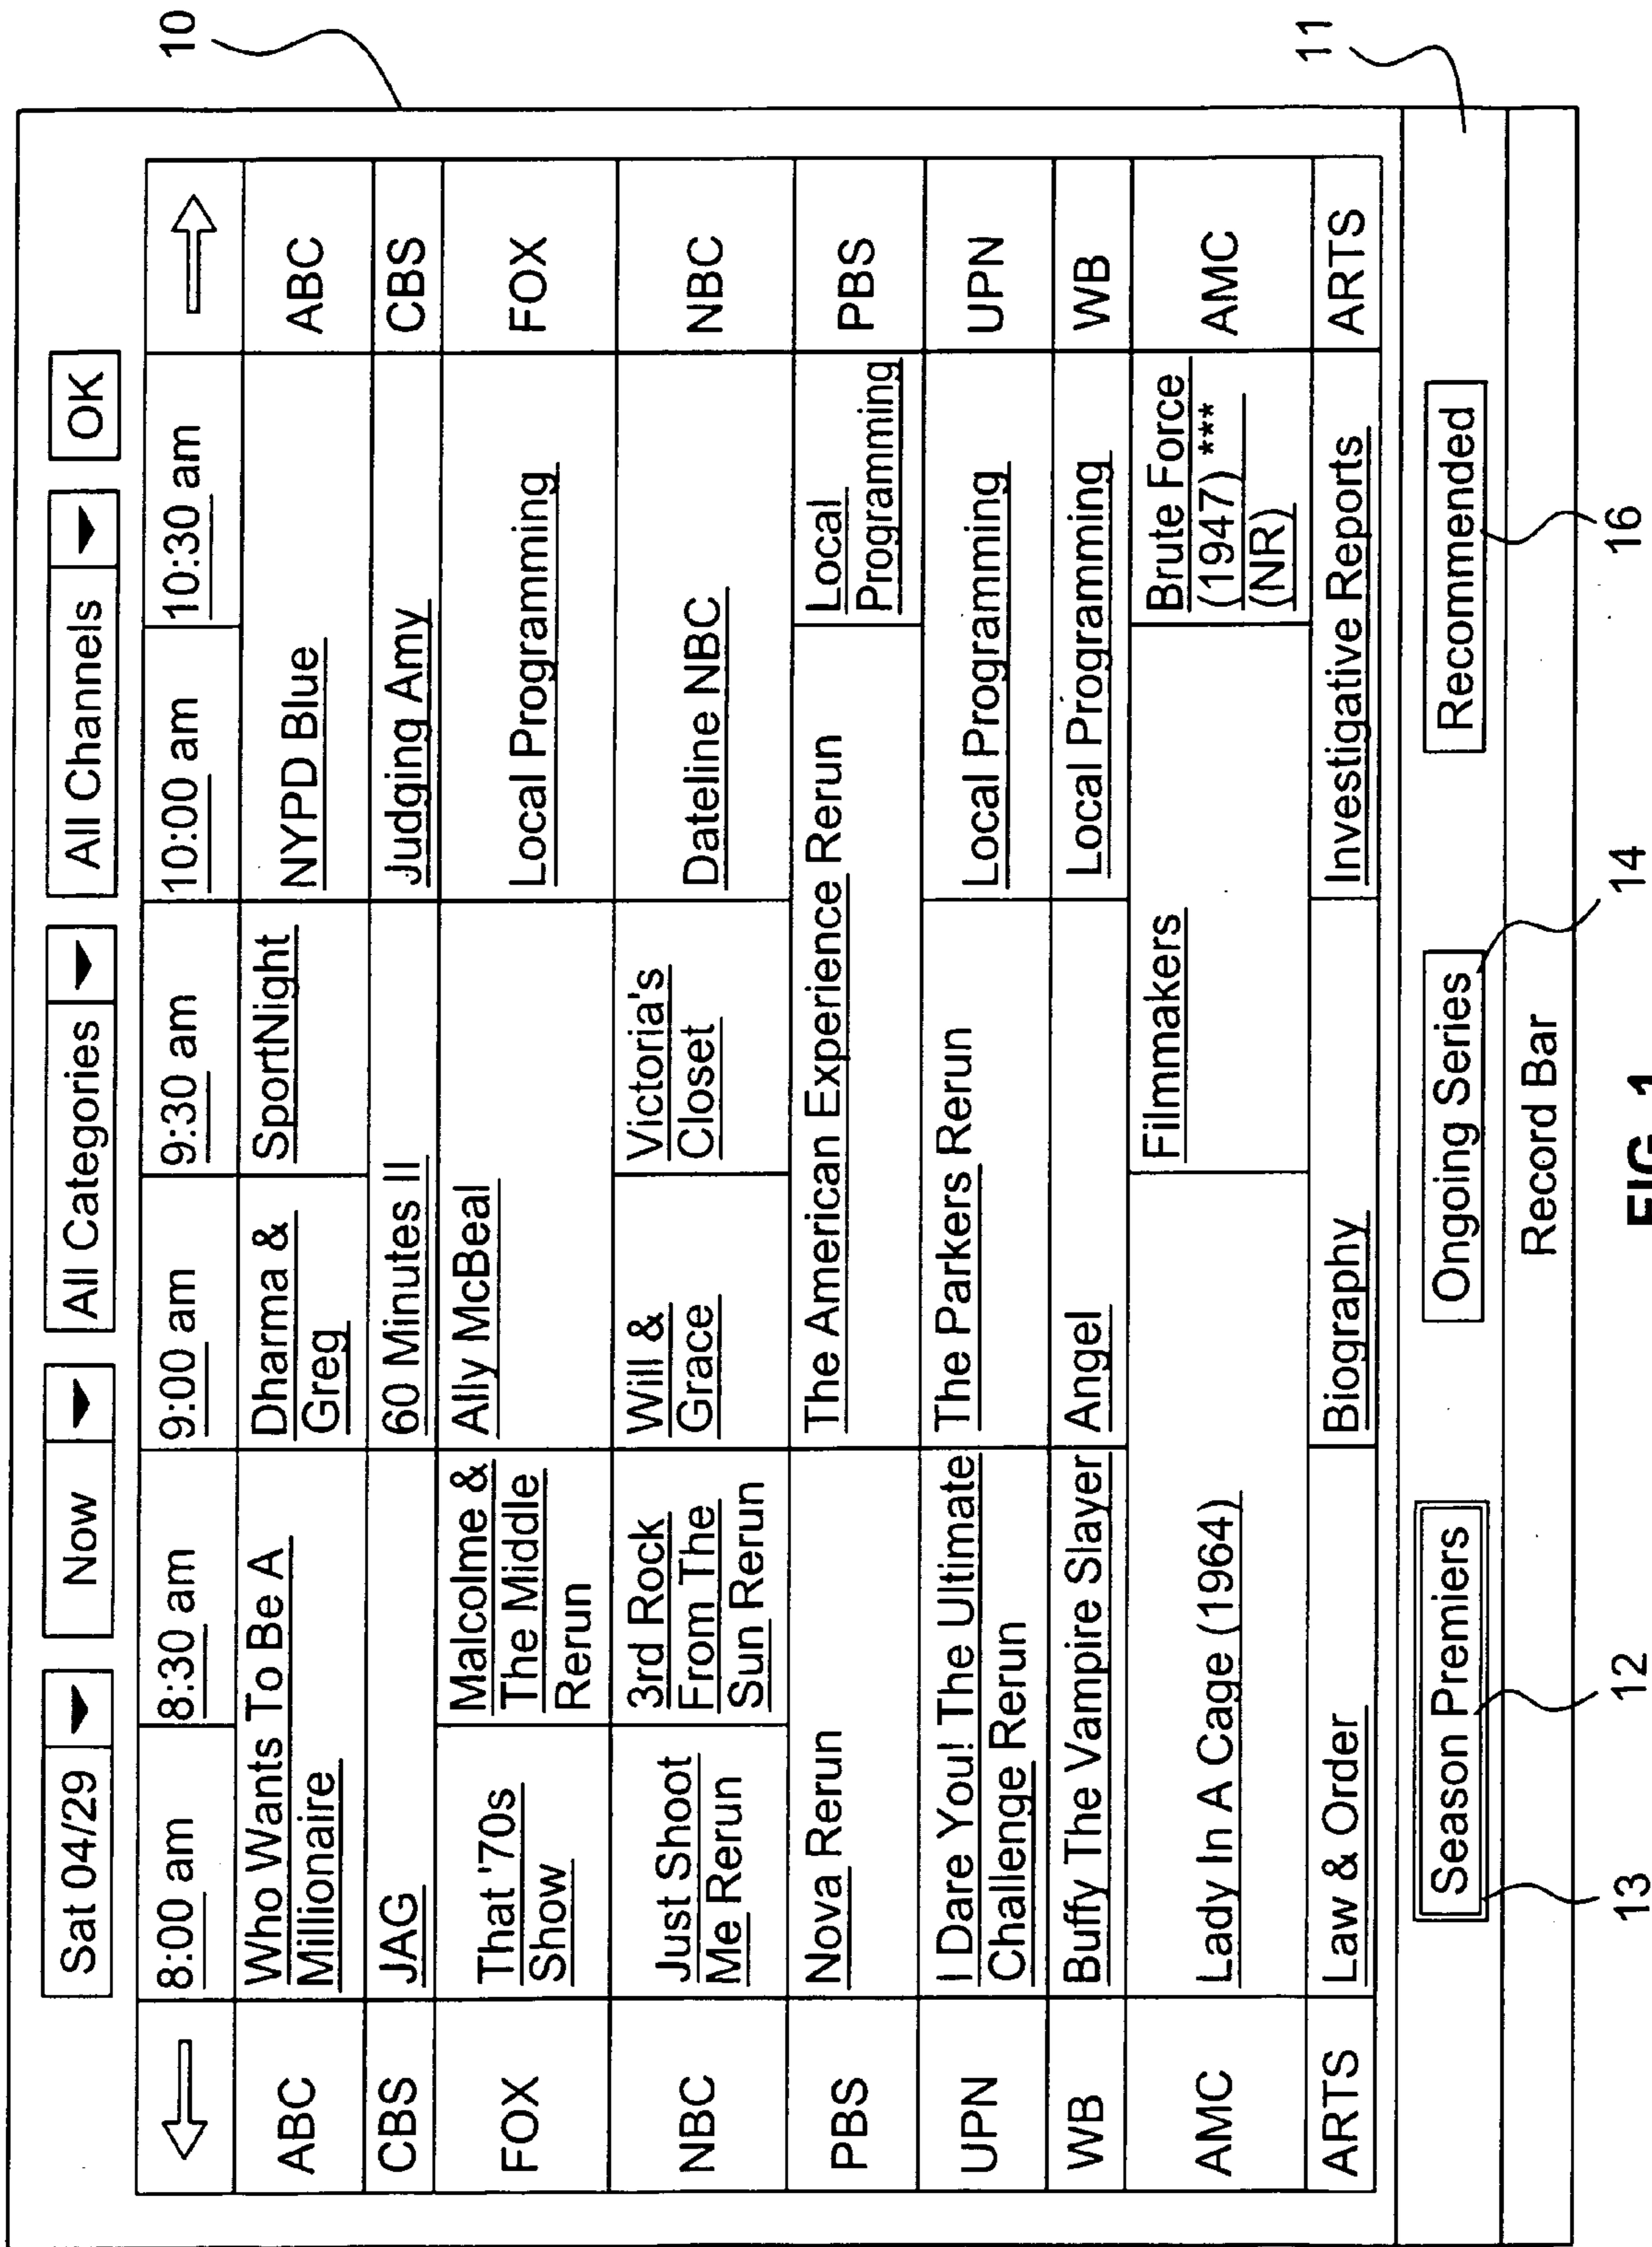 10
Sat 04/29 Now All Categories All Channels OK
8:00 am 8:30 am 9:00 am 9:30 am 10:00 am 10:30 am
ABC Who Wants To Be A Millionaire Dharma & Greg SportNight NYPD Blue ABC
CBS JAG 60 Minutes II Judging Amy CBS
FOX That '70s Show Malcolme & The Middle Rerun Ally McBeal Local Programming FOX
NBC Just Shoot Me Rerun 3rd Rock From The Sun Rerun Will & Grace Victoria's Closet Dateline NBC NBC
PBS Nova Rerun The American Experience Rerun Local Programming PBS
UPN I Dare You! The Ultimate Challenge Rerun The Parkers Rerun Local Programming UPN
WB Buffy The Vampire Slayer Angel Local Programming WB
AMC Lady In A Cage (1964) Filmmakers Brute Force (1947) *** (NR) AMC
ARTS Law & Order Biography Investigative Reports ARTS
11
Season Premiers Ongoing Series Recommended
Record Bar
13 12 14 16
FIG. 1